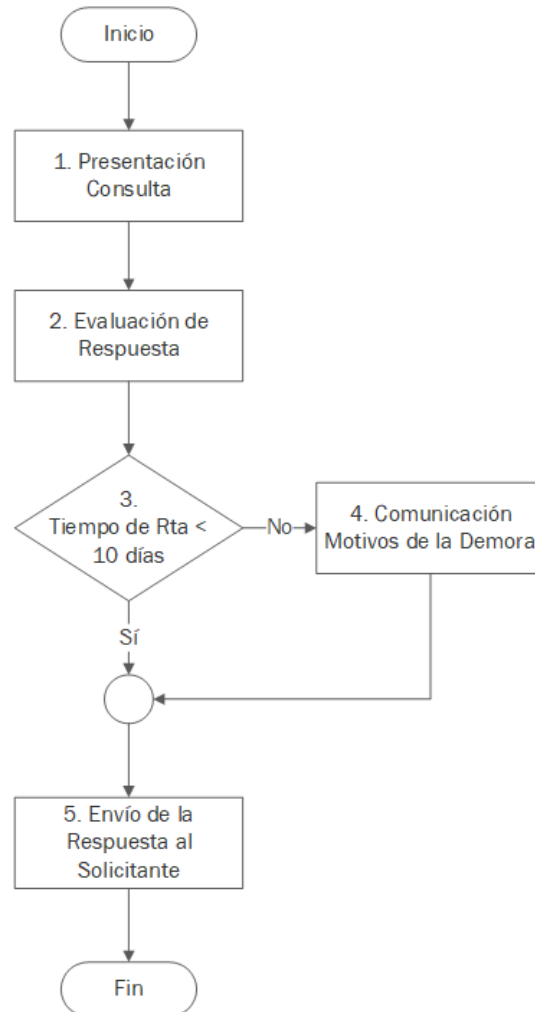 Inicio
1. Presentación
Consulta
2. Evaluación de
Respuesta
3.
Tiempo de Rta <
10 días
No
4. Comunicación
Motivos de la Demora
Sí
5. Envío de la
Respuesta al
Solicitante
Fin